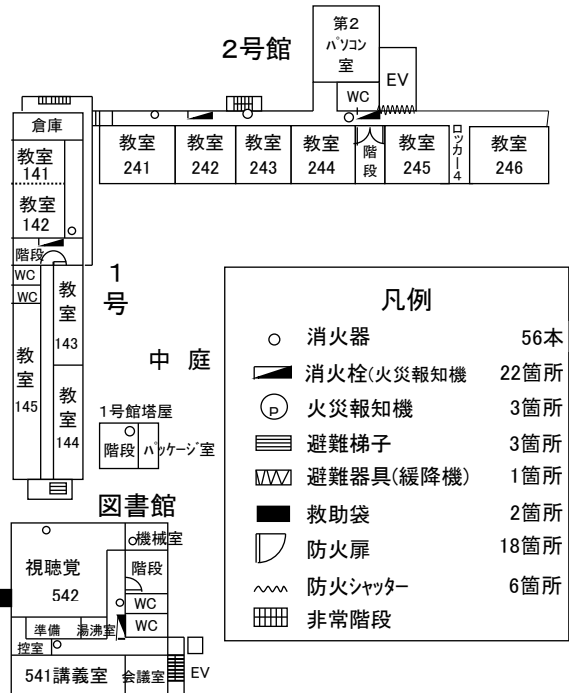 2号館
第2
パソコン
室
EV
WC
倉庫
教室
141
教室
142
階段
WC
WC
教室
145
教室
143
教室
144
教室
241
教室
242
教室
243
教室
244
階段
教室
245
ロッカー4
教室
246
1号
中庭
1号館塔屋
階段
パッケージ室
図書館
機械室
視聴覚
542
階段
WC
WC
準備
湯沸室
控室
541講義室
会議室
EV
凡例
消火器 56本
消火栓(火災報知機 22箇所
P 火災報知機 3箇所
避難梯子 3箇所
避難器具(緩降機) 1箇所
救助袋 2箇所
防火扉 18箇所
防火シャッター 6箇所
非常階段